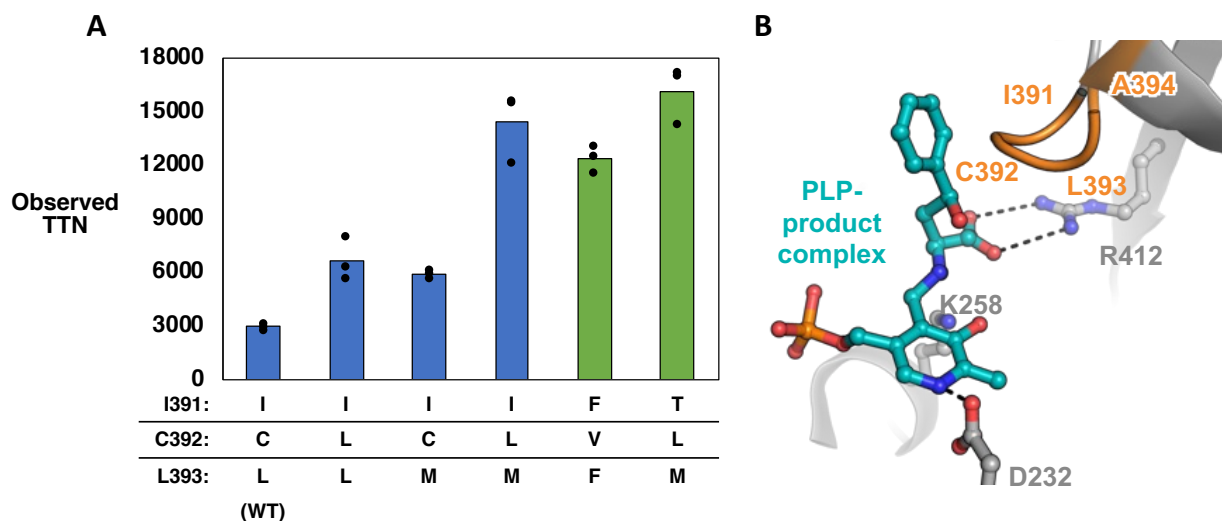 A
B
18000
15000
12000
9000
6000
3000
0
Observed
TTN
I391: I I I I F T
C392: C L C L V L
L393: L L M M F M
(WT)
I391
A394
C392
L393
PLP-
product
complex
R412
K258
D232